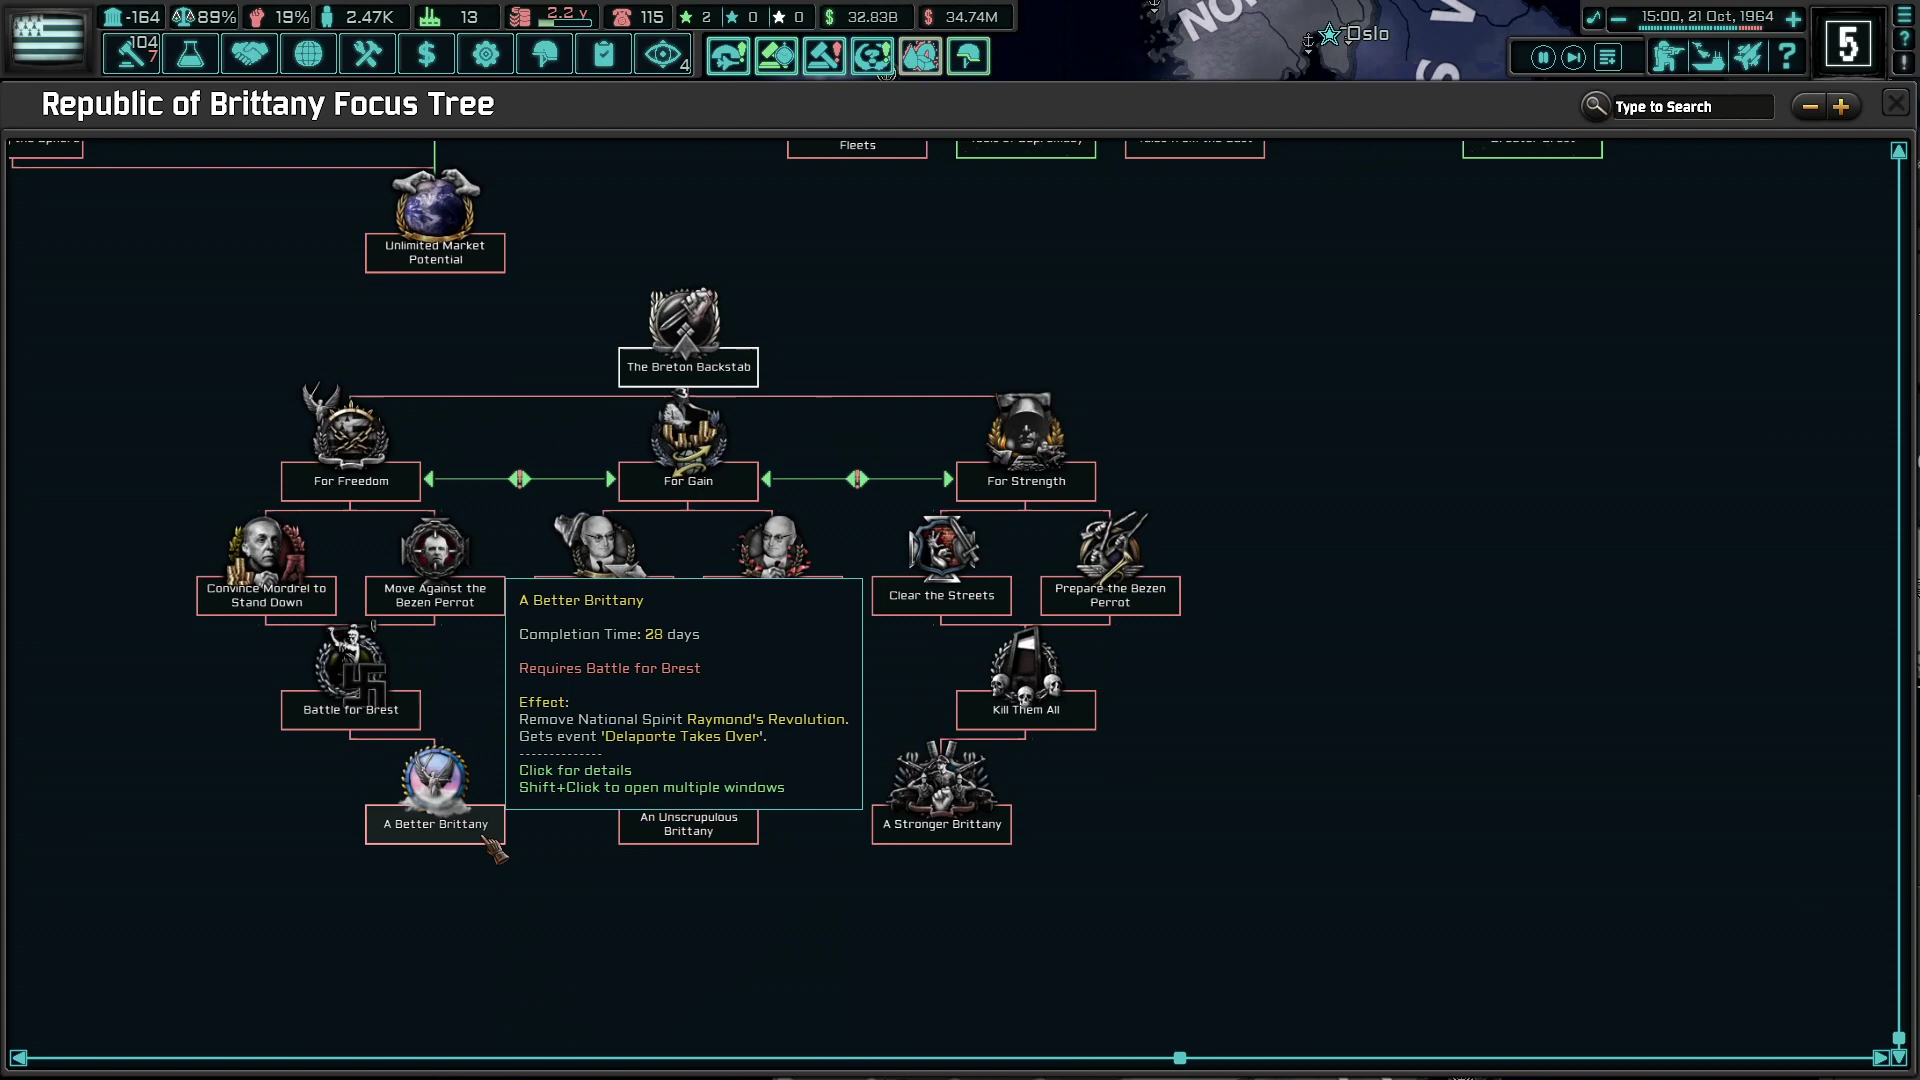 -164
89%
19%
2.47K
13
2.2 y
115
2
0
0
32.83B
34.74M
NO
Oslo
15:00, 21 Oct, 1964
5
104
7
4
Republic of Brittany Focus Tree
Type to Search
Fleets
Unlimited Market
Potential
The Breton Backstab
For Freedom
For Gain
For Strength
Convince Mordrel to
Stand Down
Move Against the
Bezen Perrot
Clear the Streets
Prepare the Bezen
Perrot
A Better Brittany
Completion Time: 28 days
Requires Battle for Brest
Effect:
Remove National Spirit Raymond's Revolution.
Gets event 'Delaporte Takes Over'.
--------------
Click for details
Shift+Click to open multiple windows
Battle for Brest
Kill Them All
A Better Brittany
An Unscrupulous
Brittany
A Stronger Brittany